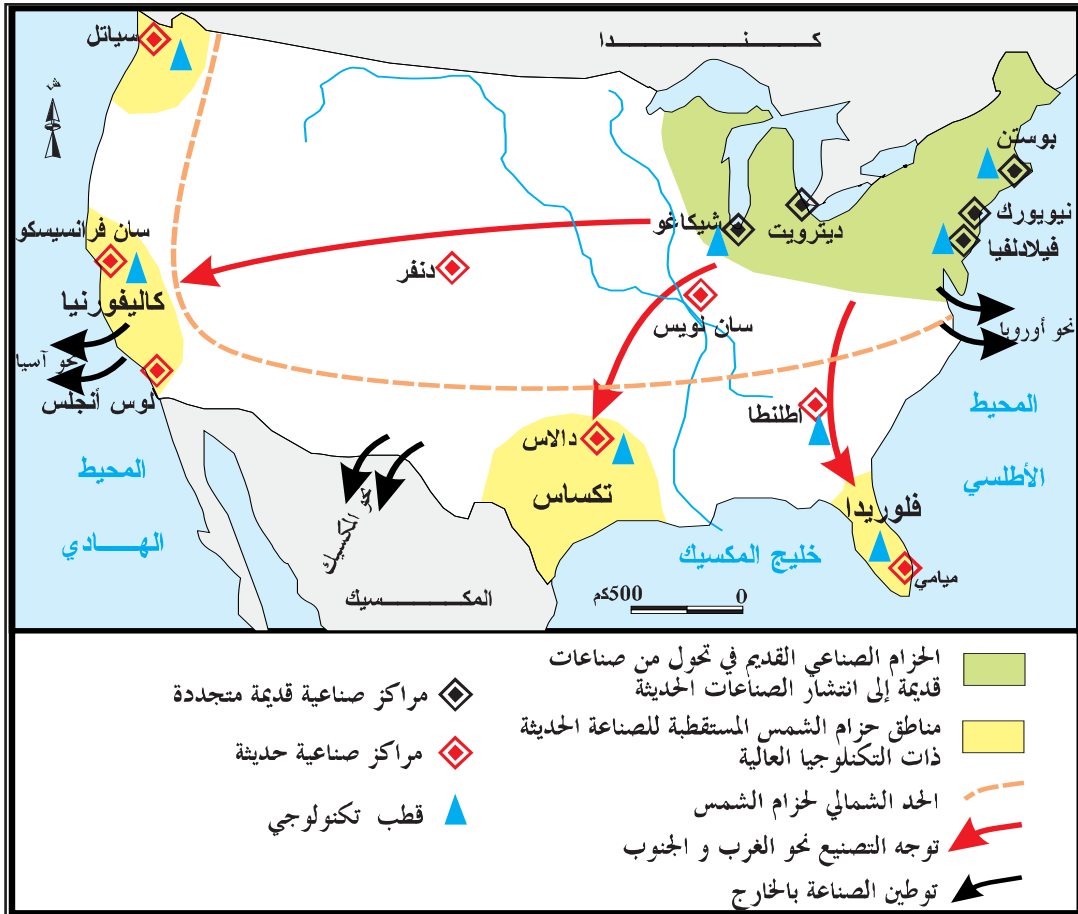 كـــنـــدا
سياتل
ش
بوستن
نيويورك
فيلادلفيا
ديترويت
شيكاغو
سان فرانسيسكو
دنفر
كاليفورنيا
سان لويس
نحو أوروبا
نحو آسيا
لوس أنجلس
اطلنطا
المحيط
الأطلسي
المحيط
الهـــادي
دالاس
تكساس
فلوريدا
نحو المكسيك
خليج المكسيك
ميامي
المكـــسيك
500كم
0
الحزام الصناعي القديم في تحول من صناعات
قديمة إلى انتشار الصناعات الحديثة
مناطق حزام الشمس المستقطبة للصناعة الحديثة
ذات التكنلوجيا العالية
الحد الشمالي لحزام الشمس
توجه التصنيع نحو الغرب و الجنوب
توطين الصناعة بالخارج
مراكز صناعية قديمة متجددة
مراكز صناعية حديثة
قطب تكنولوجي